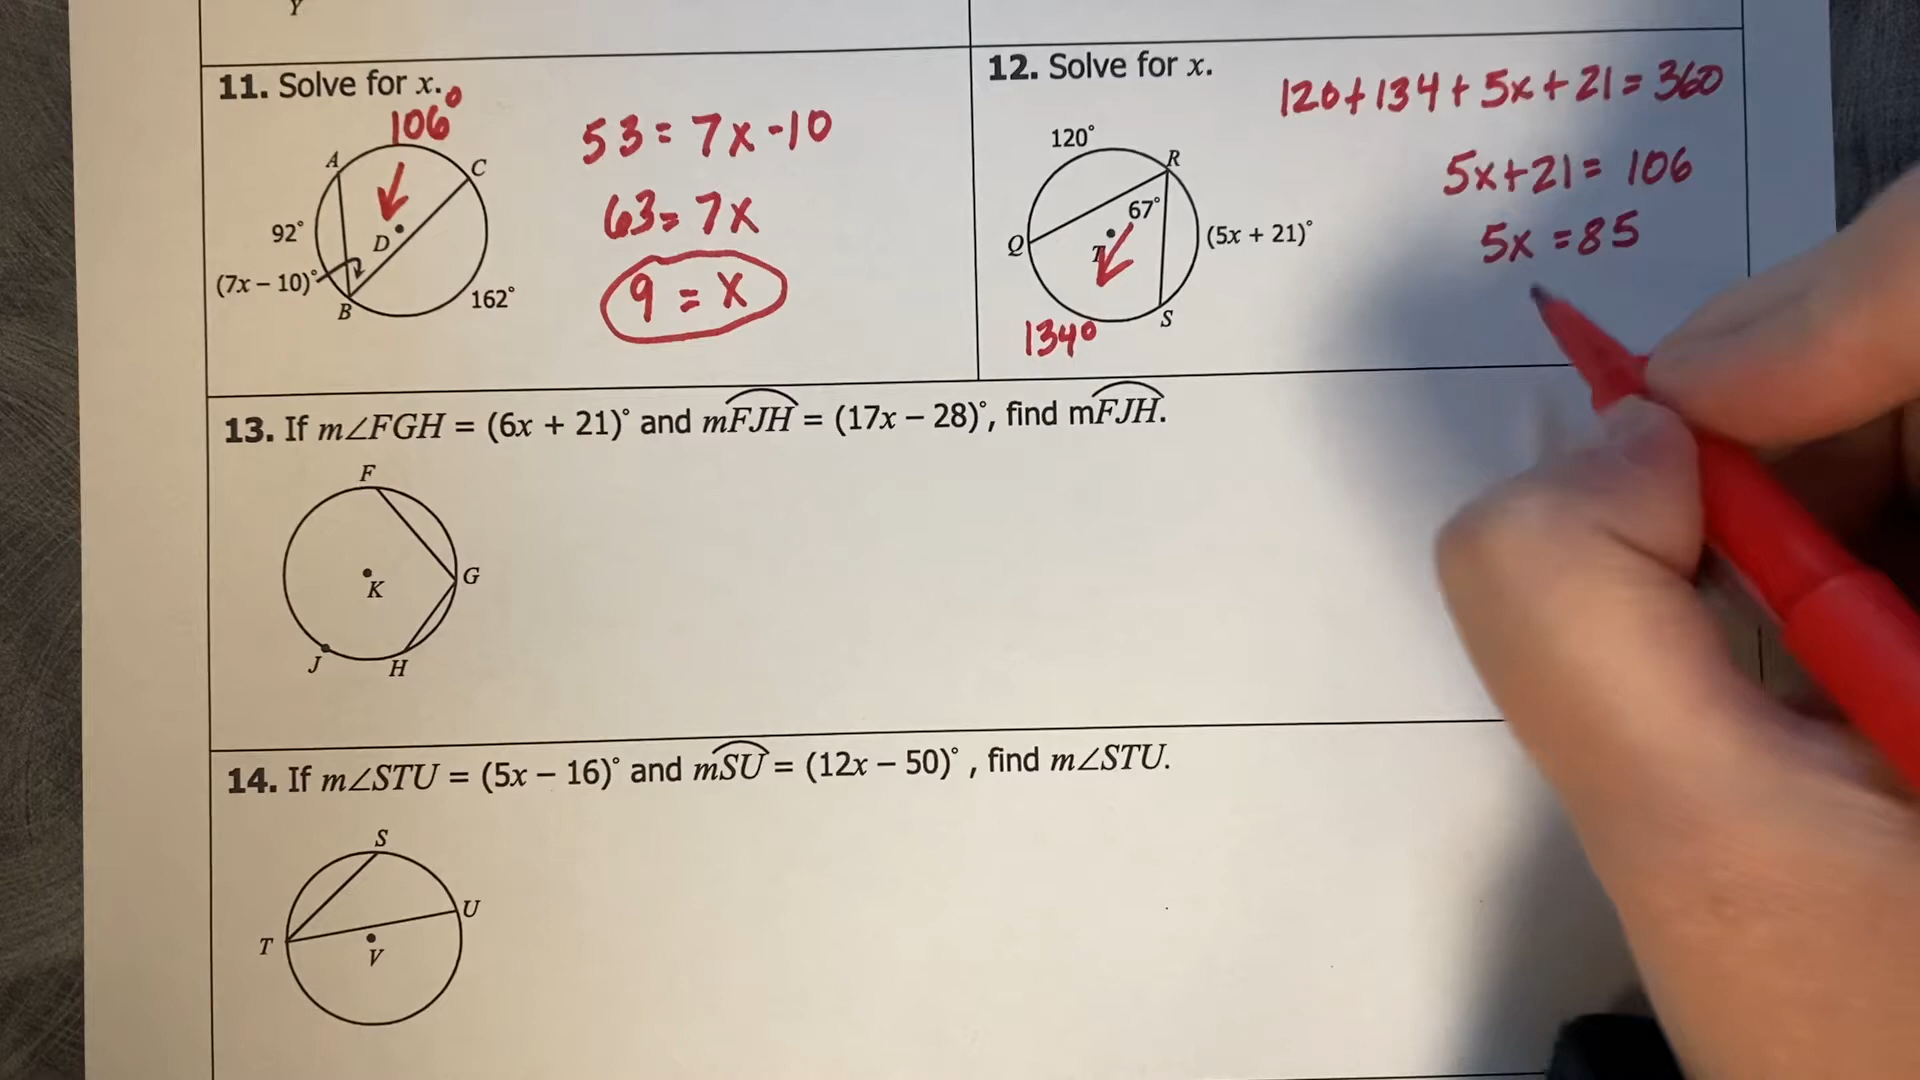 Y
11. Solve for x.
106°
A
C
92°
D
(7x – 10)°
B
162°
53 = 7x - 10
63 = 7x
9 = x
12. Solve for x.
120°
R
67°
Q
T
(5x + 21)°
S
134°
120 + 134 + 5x + 21 = 360
5x + 21 = 106
5x = 85
13. If m∠FGH = (6x + 21)° and mFJH = (17x – 28)°, find mFJH.
F
K
G
J
H
14. If m∠STU = (5x – 16)° and mSU = (12x – 50)° , find m∠STU.
S
U
T
V